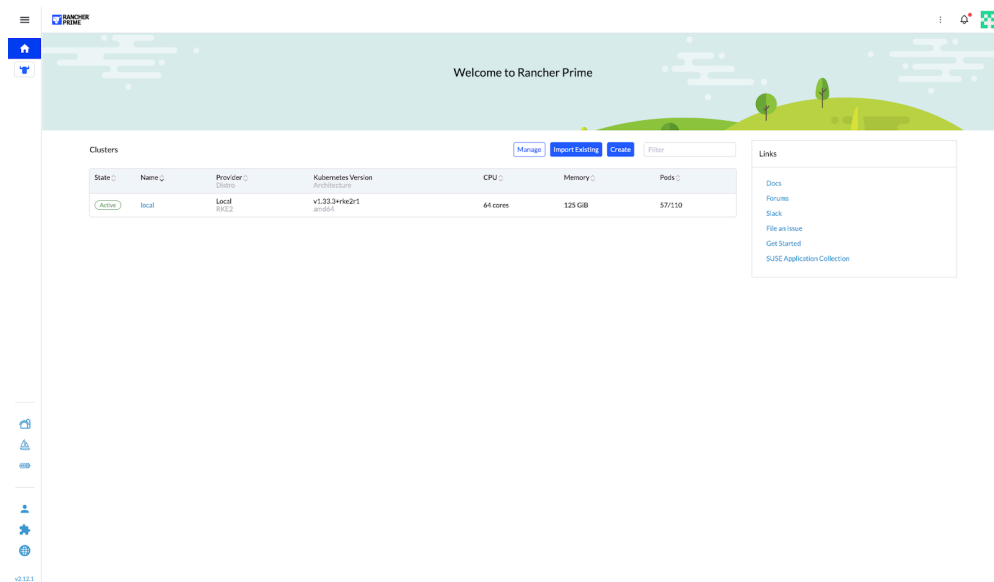 RANCHER
PRIME
Welcome to Rancher Prime
Clusters
Manage
Import Existing
Create
Filter
State Name Provider Kubernetes Version CPU Memory Pods
Distro Architecture
Active local Local v1.33.3+rke2r1 64 cores 125 GiB 57/110
RKE2 amd64
Links
Docs
Forums
Slack
File an Issue
Get Started
SUSE Application Collection
v2.12.1